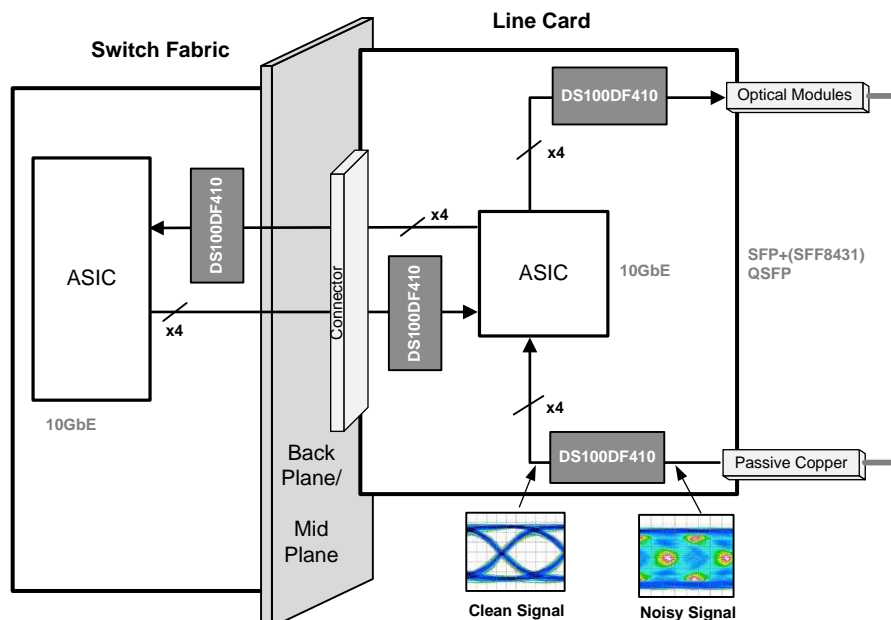 Line Card
Switch Fabric
DS100DF410
Optical Modules
x4
DS100DF410
x4
ASIC
ASIC
10GbE
SFP+(SFF8431)
QSFP
Connector
DS100DF410
x4
10GbE
x4
Back
Plane/
Mid
Plane
DS100DF410
Passive Copper
Clean Signal
Noisy Signal